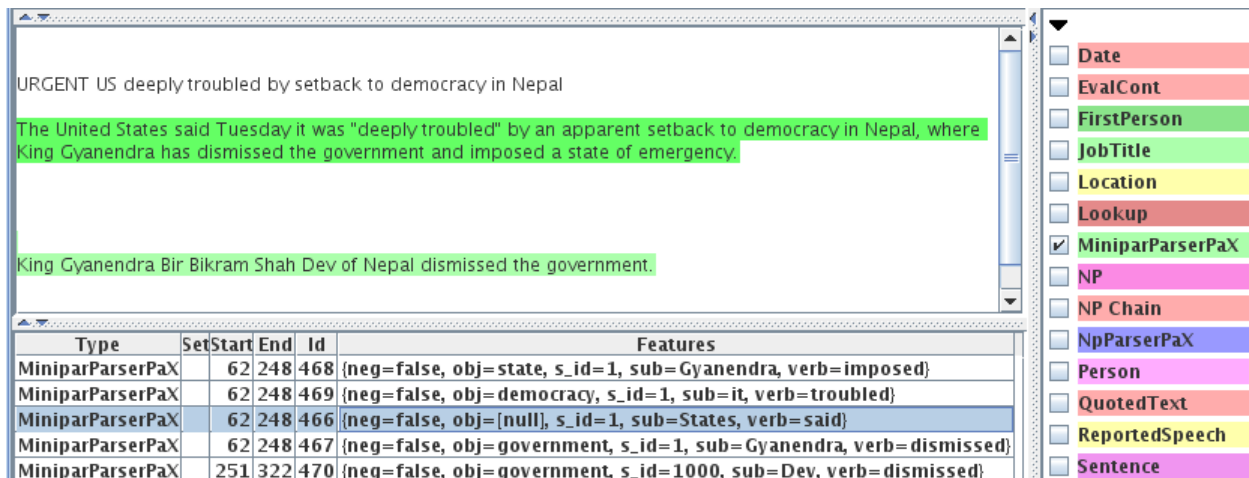 URGENT US deeply troubled by setback to democracy in Nepal
The United States said Tuesday it was "deeply troubled" by an apparent setback to democracy in Nepal, where
King Gyanendra has dismissed the government and imposed a state of emergency.
King Gyanendra Bir Bikram Shah Dev of Nepal dismissed the government.
Type Set Start End Id Features
MiniparParserPaX 62 248 468 {neg=false, obj=state, s_id=1, sub=Gyanendra, verb=imposed}
MiniparParserPaX 62 248 469 {neg=false, obj=democracy, s_id=1, sub=it, verb=troubled}
MiniparParserPaX 62 248 466 {neg=false, obj=[null], s_id=1, sub=States, verb=said}
MiniparParserPaX 62 248 467 {neg=false, obj=government, s_id=1, sub=Gyanendra, verb=dismissed}
MiniparParserPaX 251 322 470 {neg=false, obj=government, s_id=1000, sub=Dev, verb=dismissed}
Date
EvalCont
FirstPerson
JobTitle
Location
Lookup
MiniparParserPaX
NP
NP Chain
NpParserPaX
Person
QuotedText
ReportedSpeech
Sentence